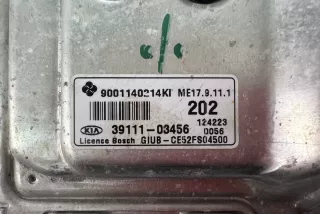 9001140214KI ME17.9.11.1
202
124223
KIA 39111-03456 0056
Licence Bosch GIUB-CE52FS04500